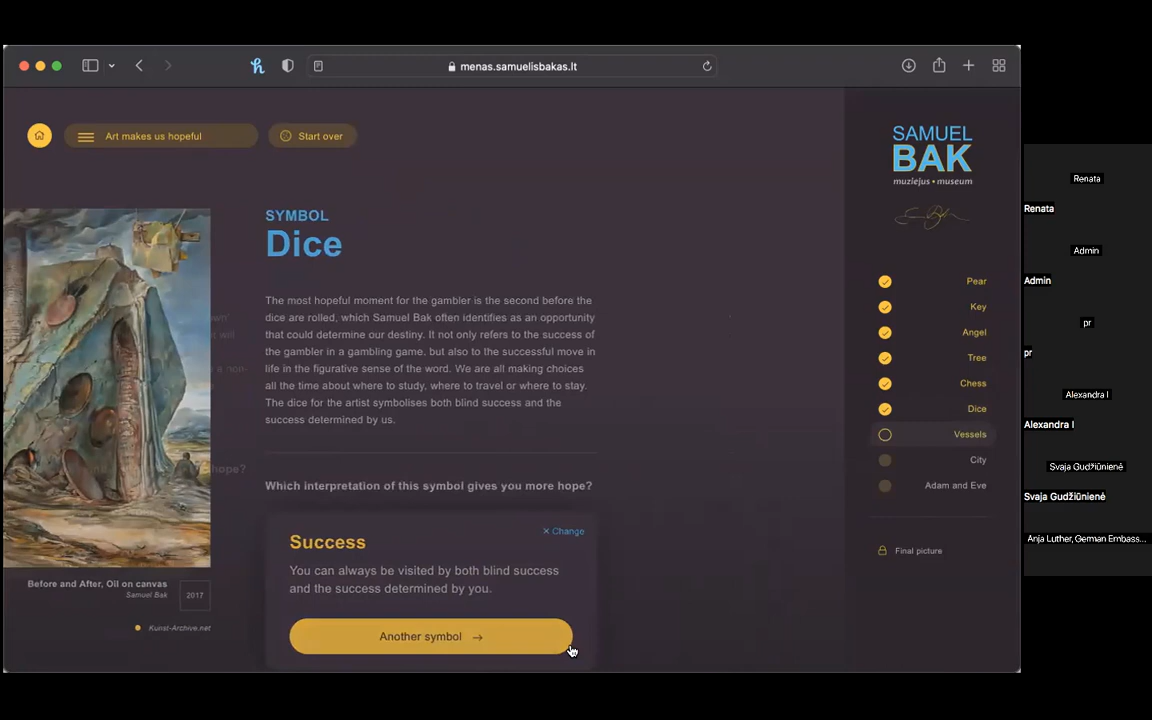 menas.samuelisbakas.lt
Art makes us hopeful
Start over
SAMUEL
BAK
muziejus • museum
SYMBOL
Dice
The most hopeful moment for the gambler is the second before the
dice are rolled, which Samuel Bak often identifies as an opportunity
that could determine our destiny. It not only refers to the success of
the gambler in a gambling game, but also to the successful move in
life in the figurative sense of the word. We are all making choices
all the time about where to study, where to travel or where to stay.
The dice for the artist symbolises both blind success and the
success determined by us.
hope?
Which interpretation of this symbol gives you more hope?
× Change
Success
You can always be visited by both blind success
and the success determined by you.
Another symbol →
Before and After, Oil on canvas
Samuel Bak
2017
Kunst-Archive.net
Pear
Key
Angel
Tree
Chess
Dice
Vessels
City
Adam and Eve
Final picture
Renata
Renata
Admin
Admin
pr
pr
Alexandra I
Alexandra I
Svaja Gudžiūnienė
Svaja Gudžiūnienė
Anja Luther, German Embass...